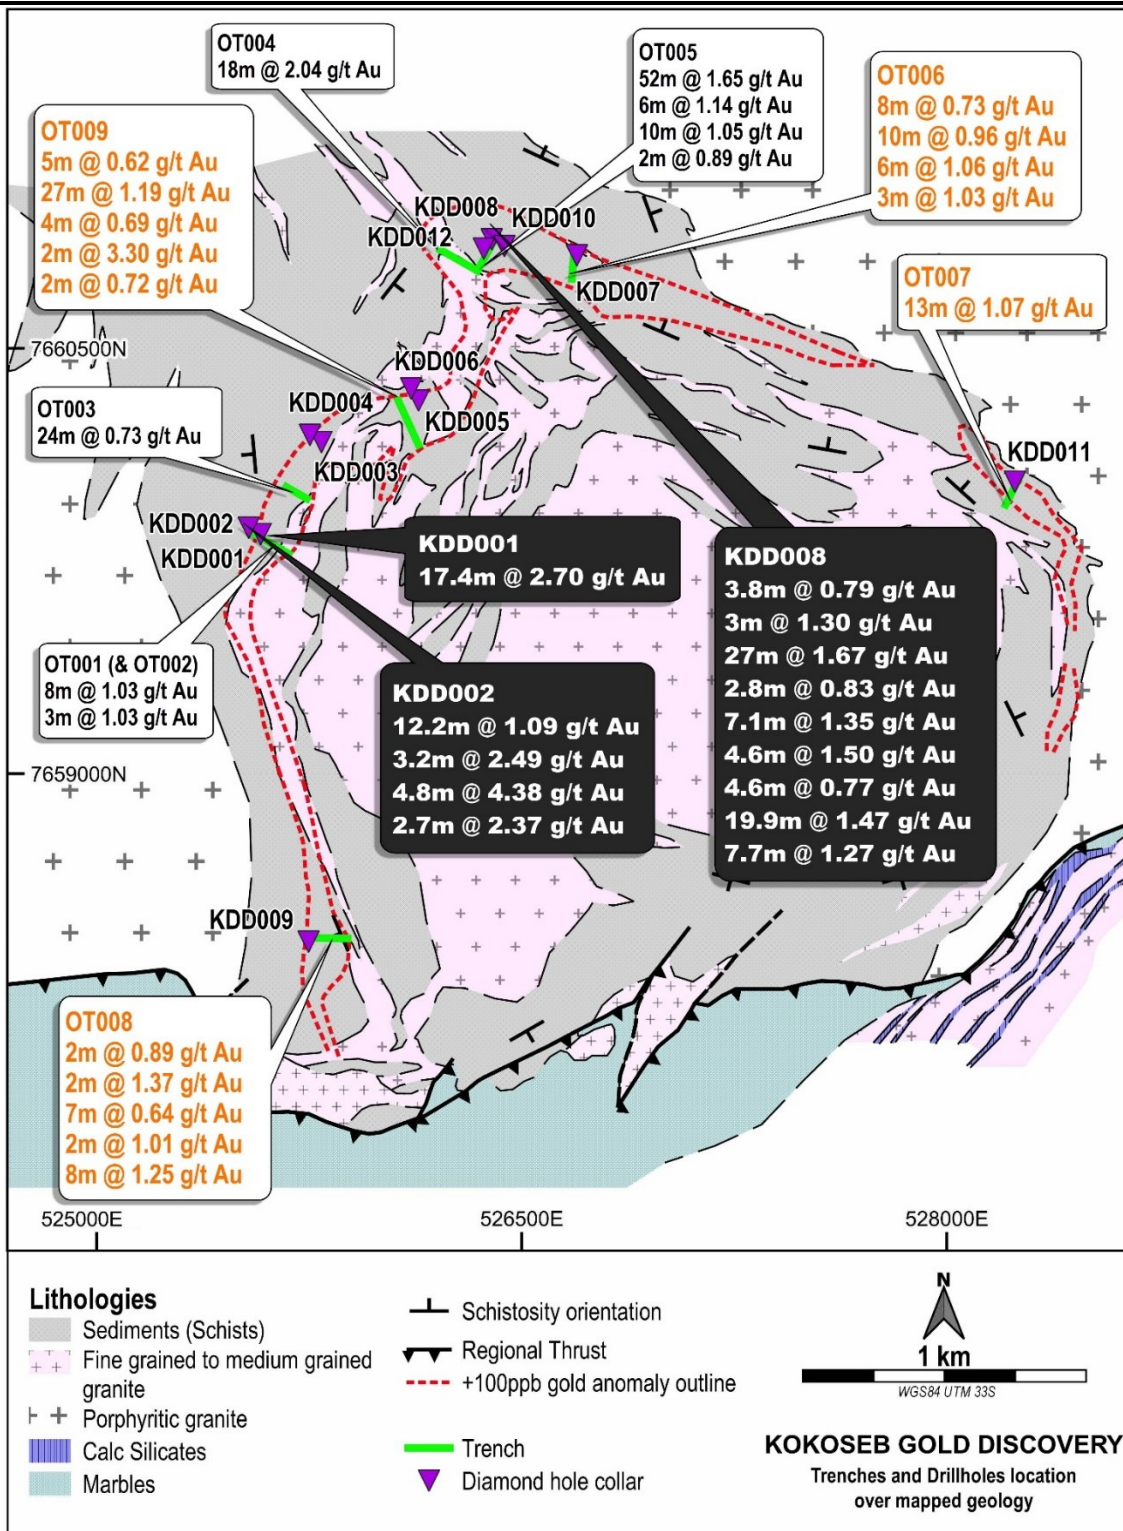 OT004
18m @ 2.04 g/t Au
OT005
52m @ 1.65 g/t Au
6m @ 1.14 g/t Au
10m @ 1.05 g/t Au
2m @ 0.89 g/t Au
OT006
8m @ 0.73 g/t Au
10m @ 0.96 g/t Au
6m @ 1.06 g/t Au
3m @ 1.03 g/t Au
OT009
5m @ 0.62 g/t Au
27m @ 1.19 g/t Au
4m @ 0.69 g/t Au
2m @ 3.30 g/t Au
2m @ 0.72 g/t Au
KDD008
KDD010
KDD012
KDD007
OT007
13m @ 1.07 g/t Au
7660500N
KDD006
KDD004
KDD005
OT003
24m @ 0.73 g/t Au
KDD003
KDD011
KDD002
KDD001
KDD001
17.4m @ 2.70 g/t Au
KDD008
3.8m @ 0.79 g/t Au
3m @ 1.30 g/t Au
27m @ 1.67 g/t Au
2.8m @ 0.83 g/t Au
7.1m @ 1.35 g/t Au
4.6m @ 1.50 g/t Au
4.6m @ 0.77 g/t Au
19.9m @ 1.47 g/t Au
7.7m @ 1.27 g/t Au
OT001 (& OT002)
8m @ 1.03 g/t Au
3m @ 1.03 g/t Au
KDD002
12.2m @ 1.09 g/t Au
3.2m @ 2.49 g/t Au
4.8m @ 4.38 g/t Au
2.7m @ 2.37 g/t Au
7659000N
KDD009
OT008
2m @ 0.89 g/t Au
2m @ 1.37 g/t Au
7m @ 0.64 g/t Au
2m @ 1.01 g/t Au
8m @ 1.25 g/t Au
525000E
526500E
528000E
Lithologies
Sediments (Schists)
Fine grained to medium grained
granite
Porphyritic granite
Calc Silicates
Marbles
Schistosity orientation
Regional Thrust
+100ppb gold anomaly outline
Trench
Diamond hole collar
N
1 km
WGS84 UTM 33S
KOKOSEB GOLD DISCOVERY
Trenches and Drillholes location
over mapped geology